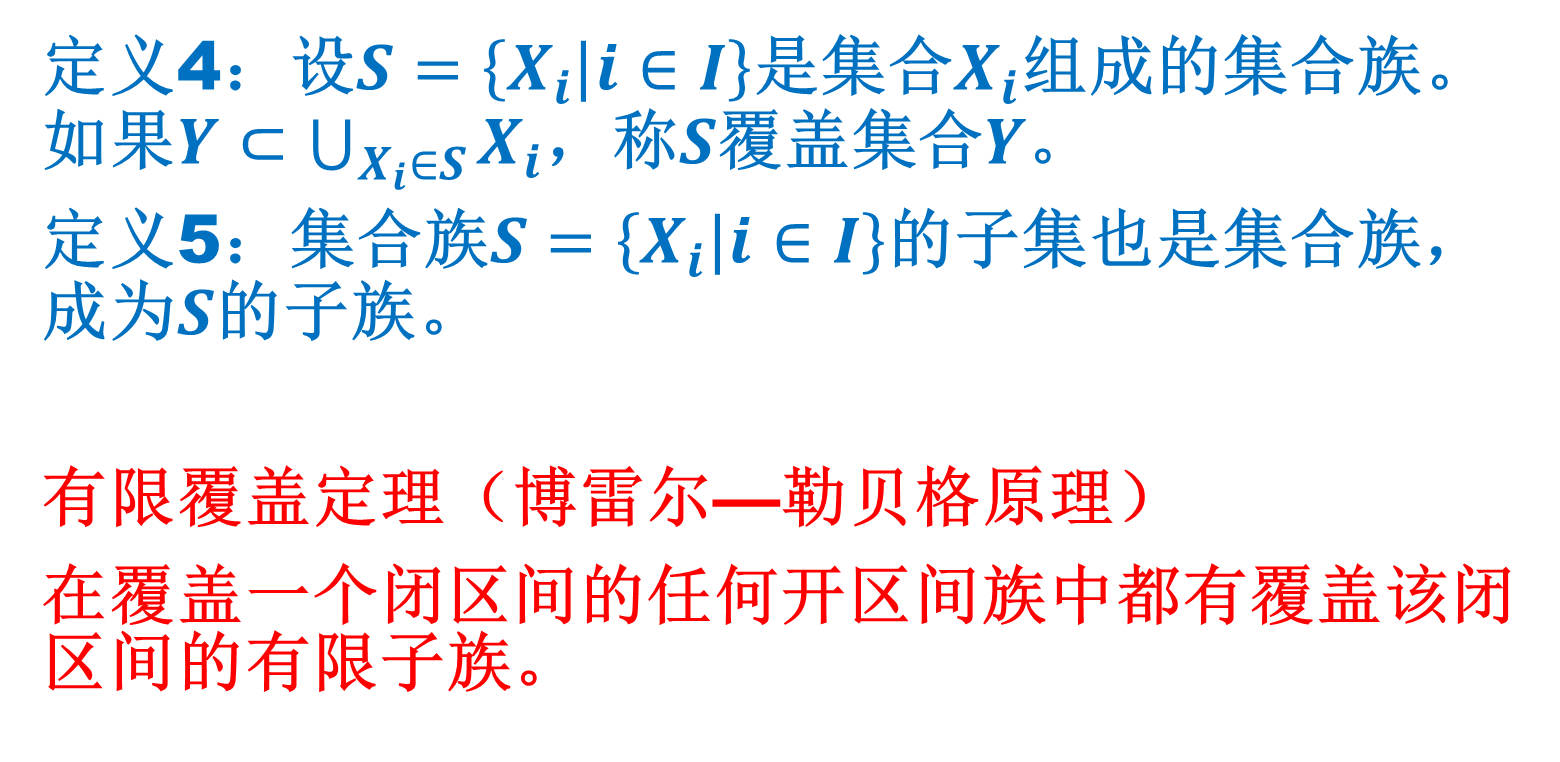 定义4：设S = {Xᵢ|i ∈ I}是集合Xᵢ组成的集合族。
如果Y ⊂ ⋃_{Xᵢ∈S} Xᵢ，称S覆盖集合Y。
定义5：集合族S = {Xᵢ|i ∈ I}的子集也是集合族，
成为S的子族。
有限覆盖定理（博雷尔—勒贝格原理）
在覆盖一个闭区间的任何开区间族中都有覆盖该闭
区间的有限子族。